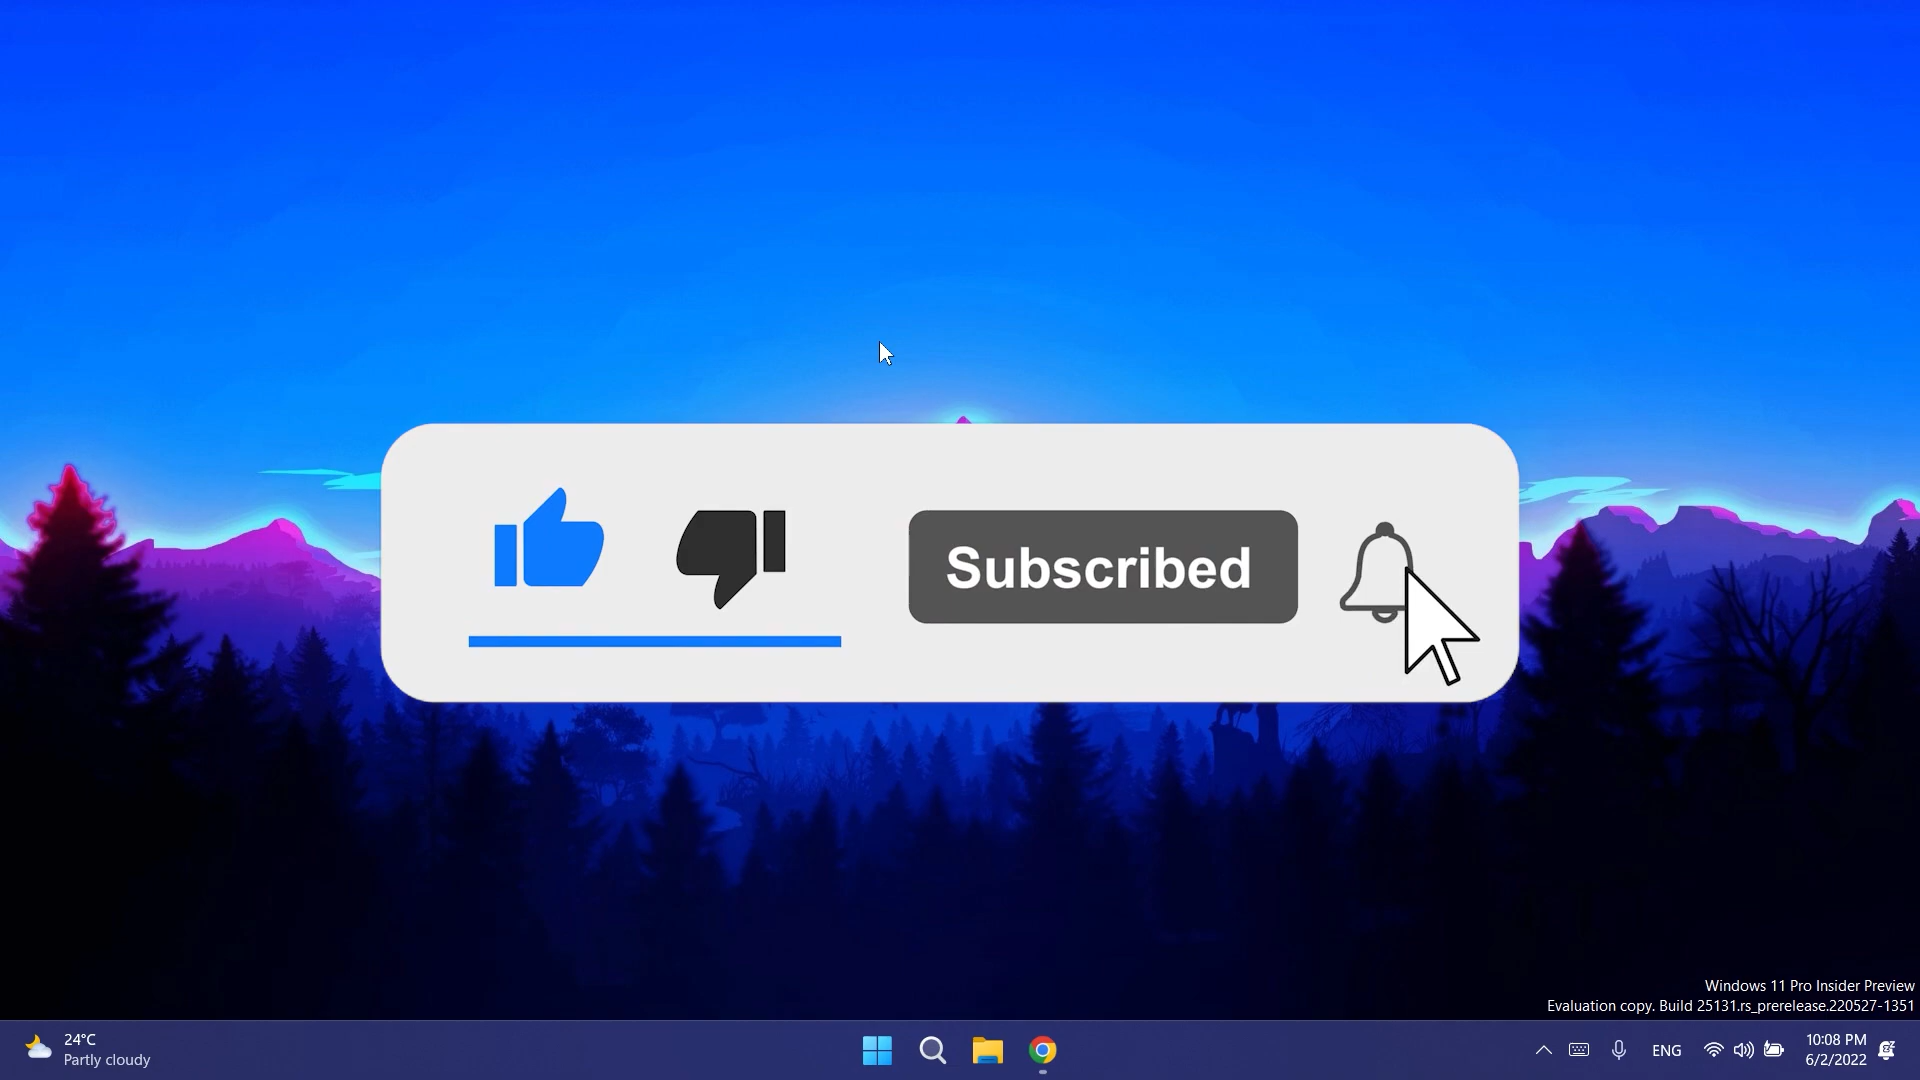 Subscribed
Windows 11 Pro Insider Preview
Evaluation copy. Build 25131.rs_prerelease.220527-1351
24°C
Partly cloudy
ENG
10:08 PM
6/2/2022